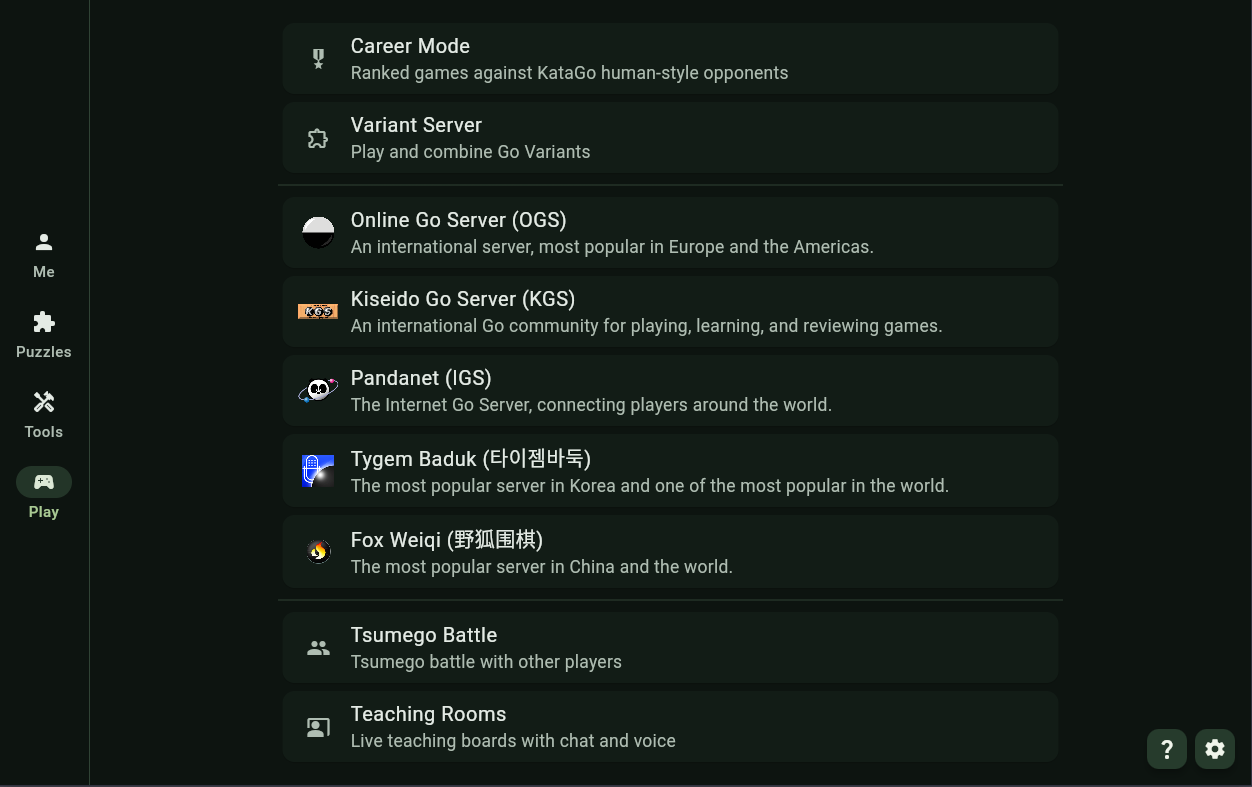 Career Mode
Ranked games against KataGo human-style opponents
Variant Server
Play and combine Go Variants
Online Go Server (OGS)
An international server, most popular in Europe and the Americas.
KGS
Kiseido Go Server (KGS)
An international Go community for playing, learning, and reviewing games.
Pandanet (IGS)
The Internet Go Server, connecting players around the world.
Tygem Baduk (타이젬바둑)
The most popular server in Korea and one of the most popular in the world.
Fox Weiqi (野狐围棋)
The most popular server in China and the world.
Tsumego Battle
Tsumego battle with other players
Teaching Rooms
Live teaching boards with chat and voice
Me
Puzzles
Tools
Play
?